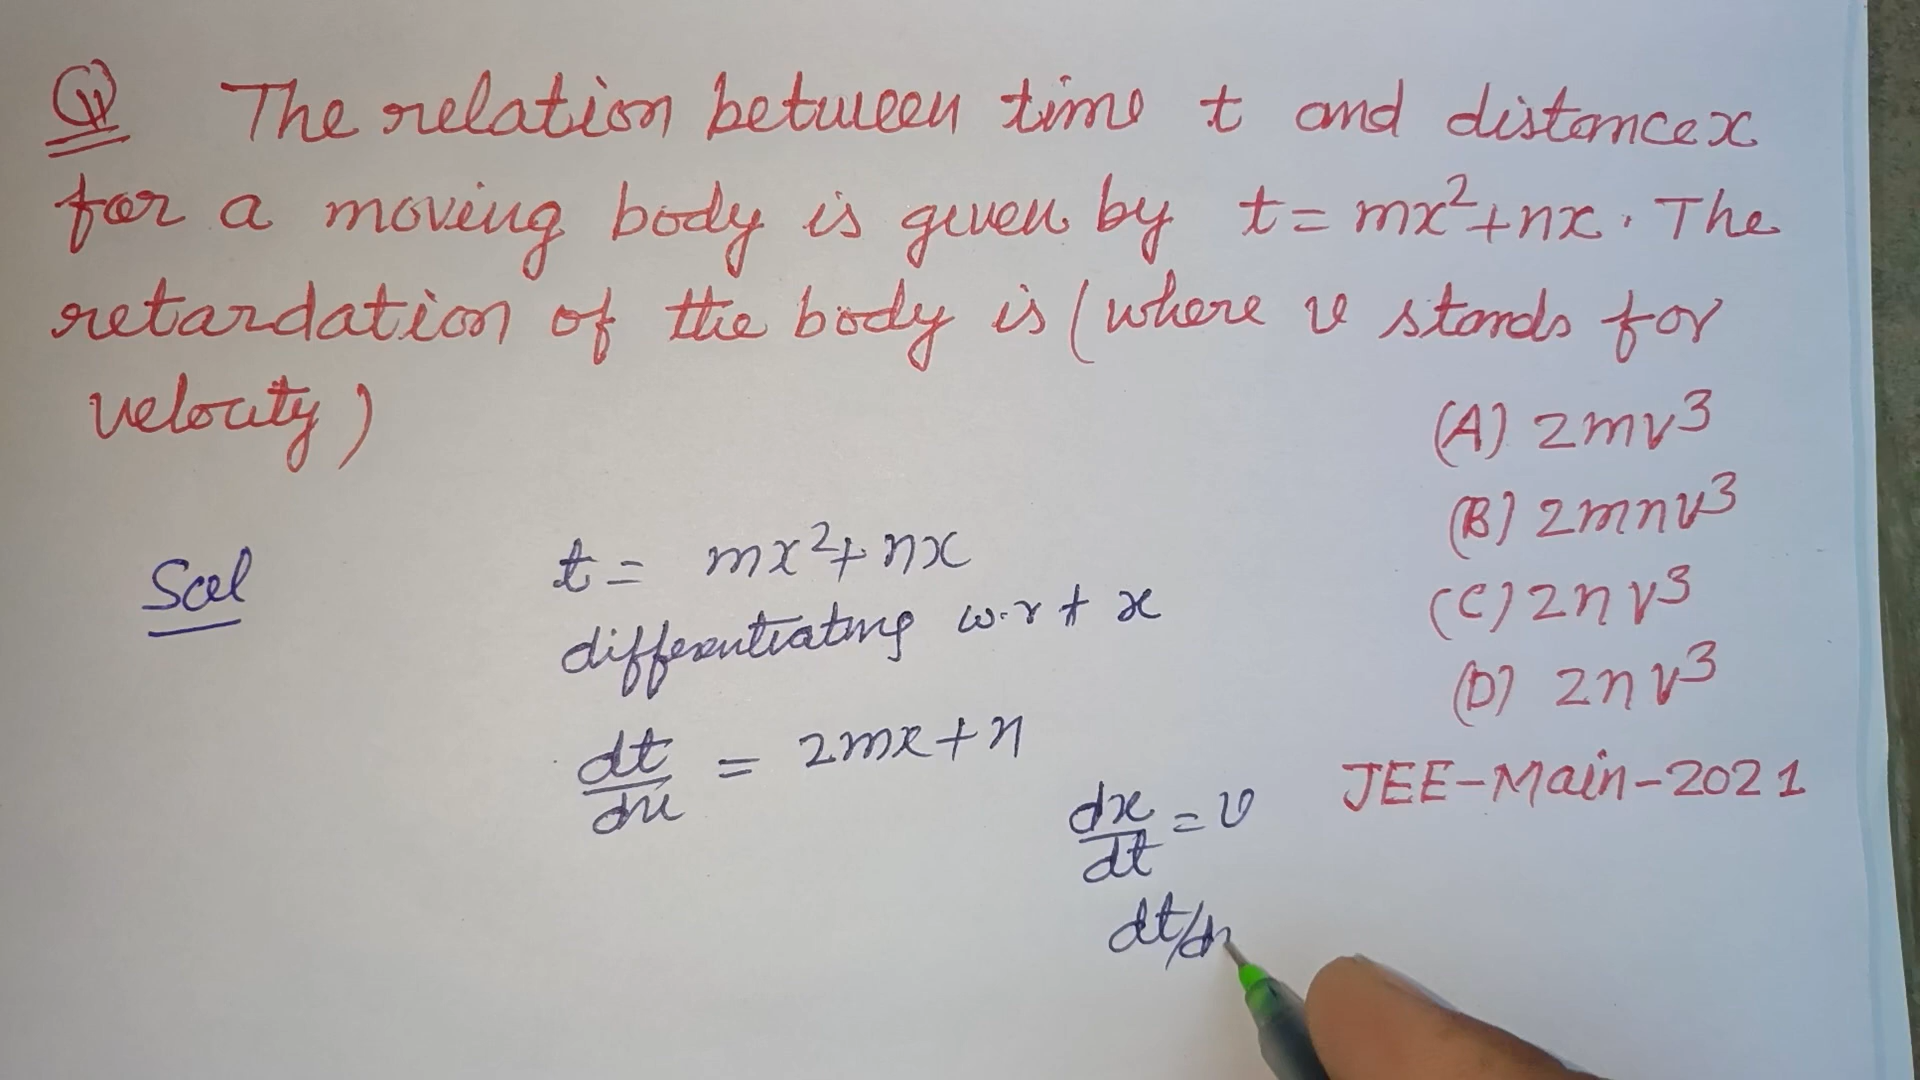 Q The relation between time t and distance x
for a moving body is given by t = mx²+nx. The
retardation of the body is (where v stands for
velocity)
(A) 2mv³
(B) 2mnv³
(C) 2nv³
(D) 2nv³
JEE-Main-2021
Sol
t = mx²+nx
differentiating w.r.t x
dt/dx = 2mx+n
dx/dt = v
dt/d